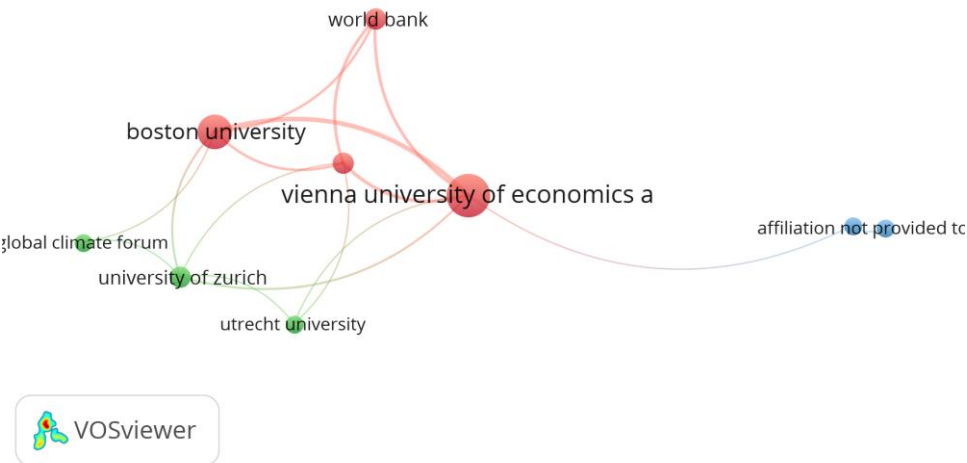 world bank
boston university
vienna university of economics a
affiliation not provided to
global climate forum
university of zurich
utrecht university
VOSviewer